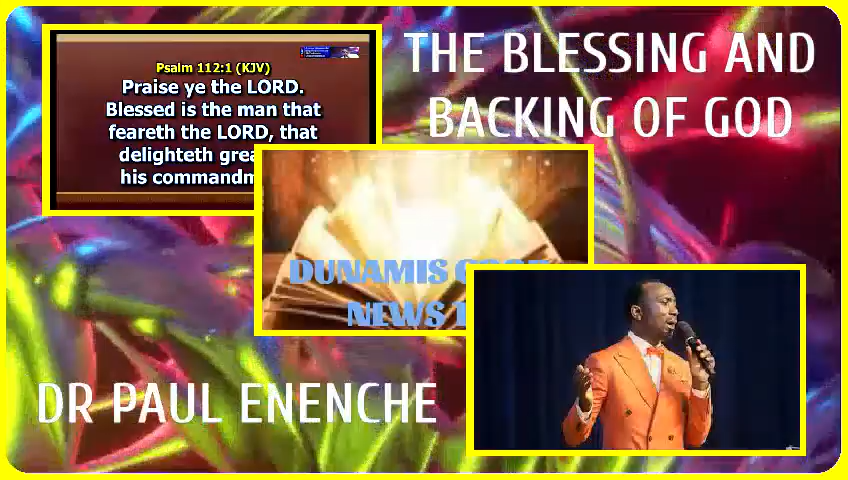 THE BLESSING AND
BACKING OF GOD
Psalm 112:1 (KJV)
Praise ye the LORD.
Blessed is the man that
feareth the LORD, that
delighteth
his
DUNAMIS
NEWS
DR PAUL ENENCHE